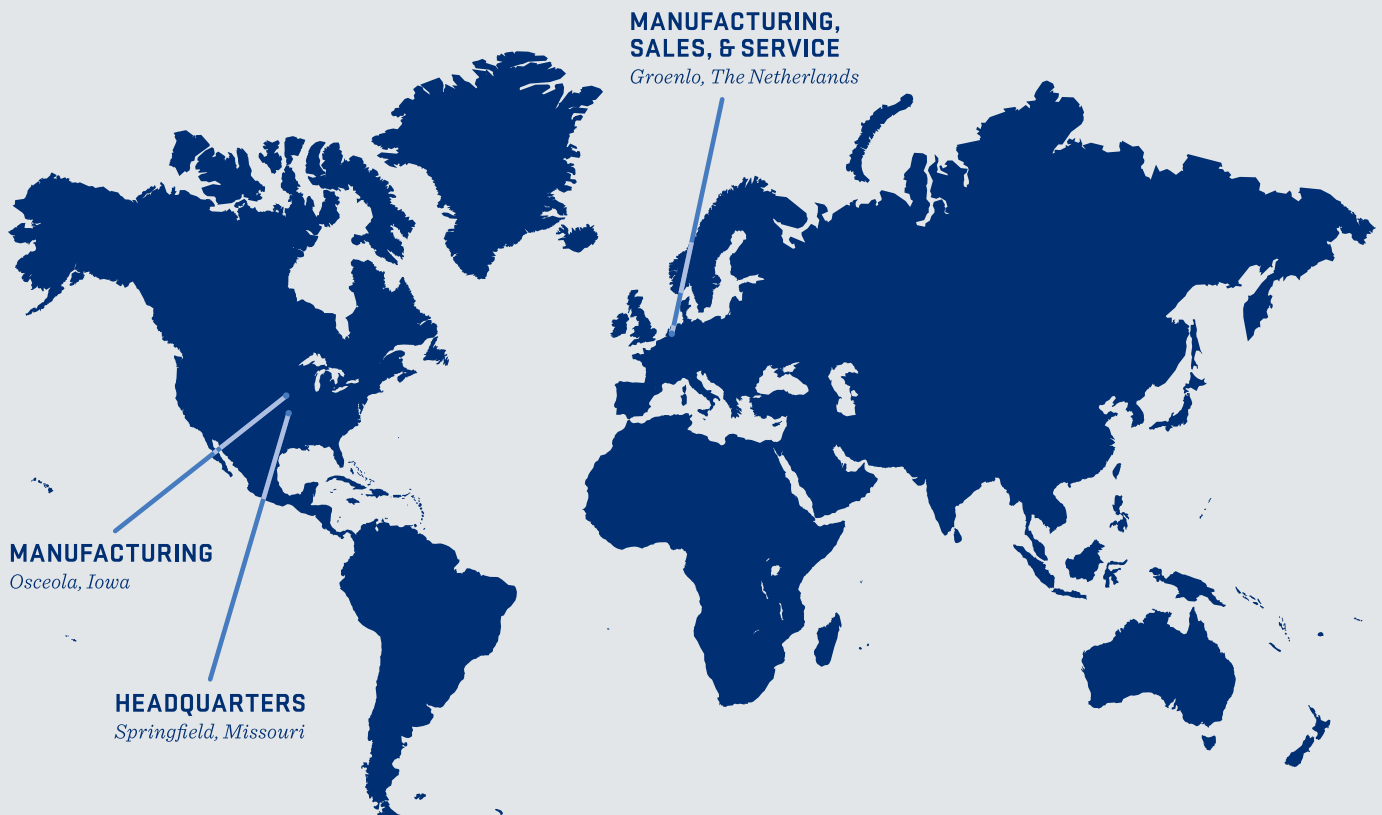 MANUFACTURING,
SALES, & SERVICE
Groenlo, The Netherlands
MANUFACTURING
Osceola, Iowa
HEADQUARTERS
Springfield, Missouri